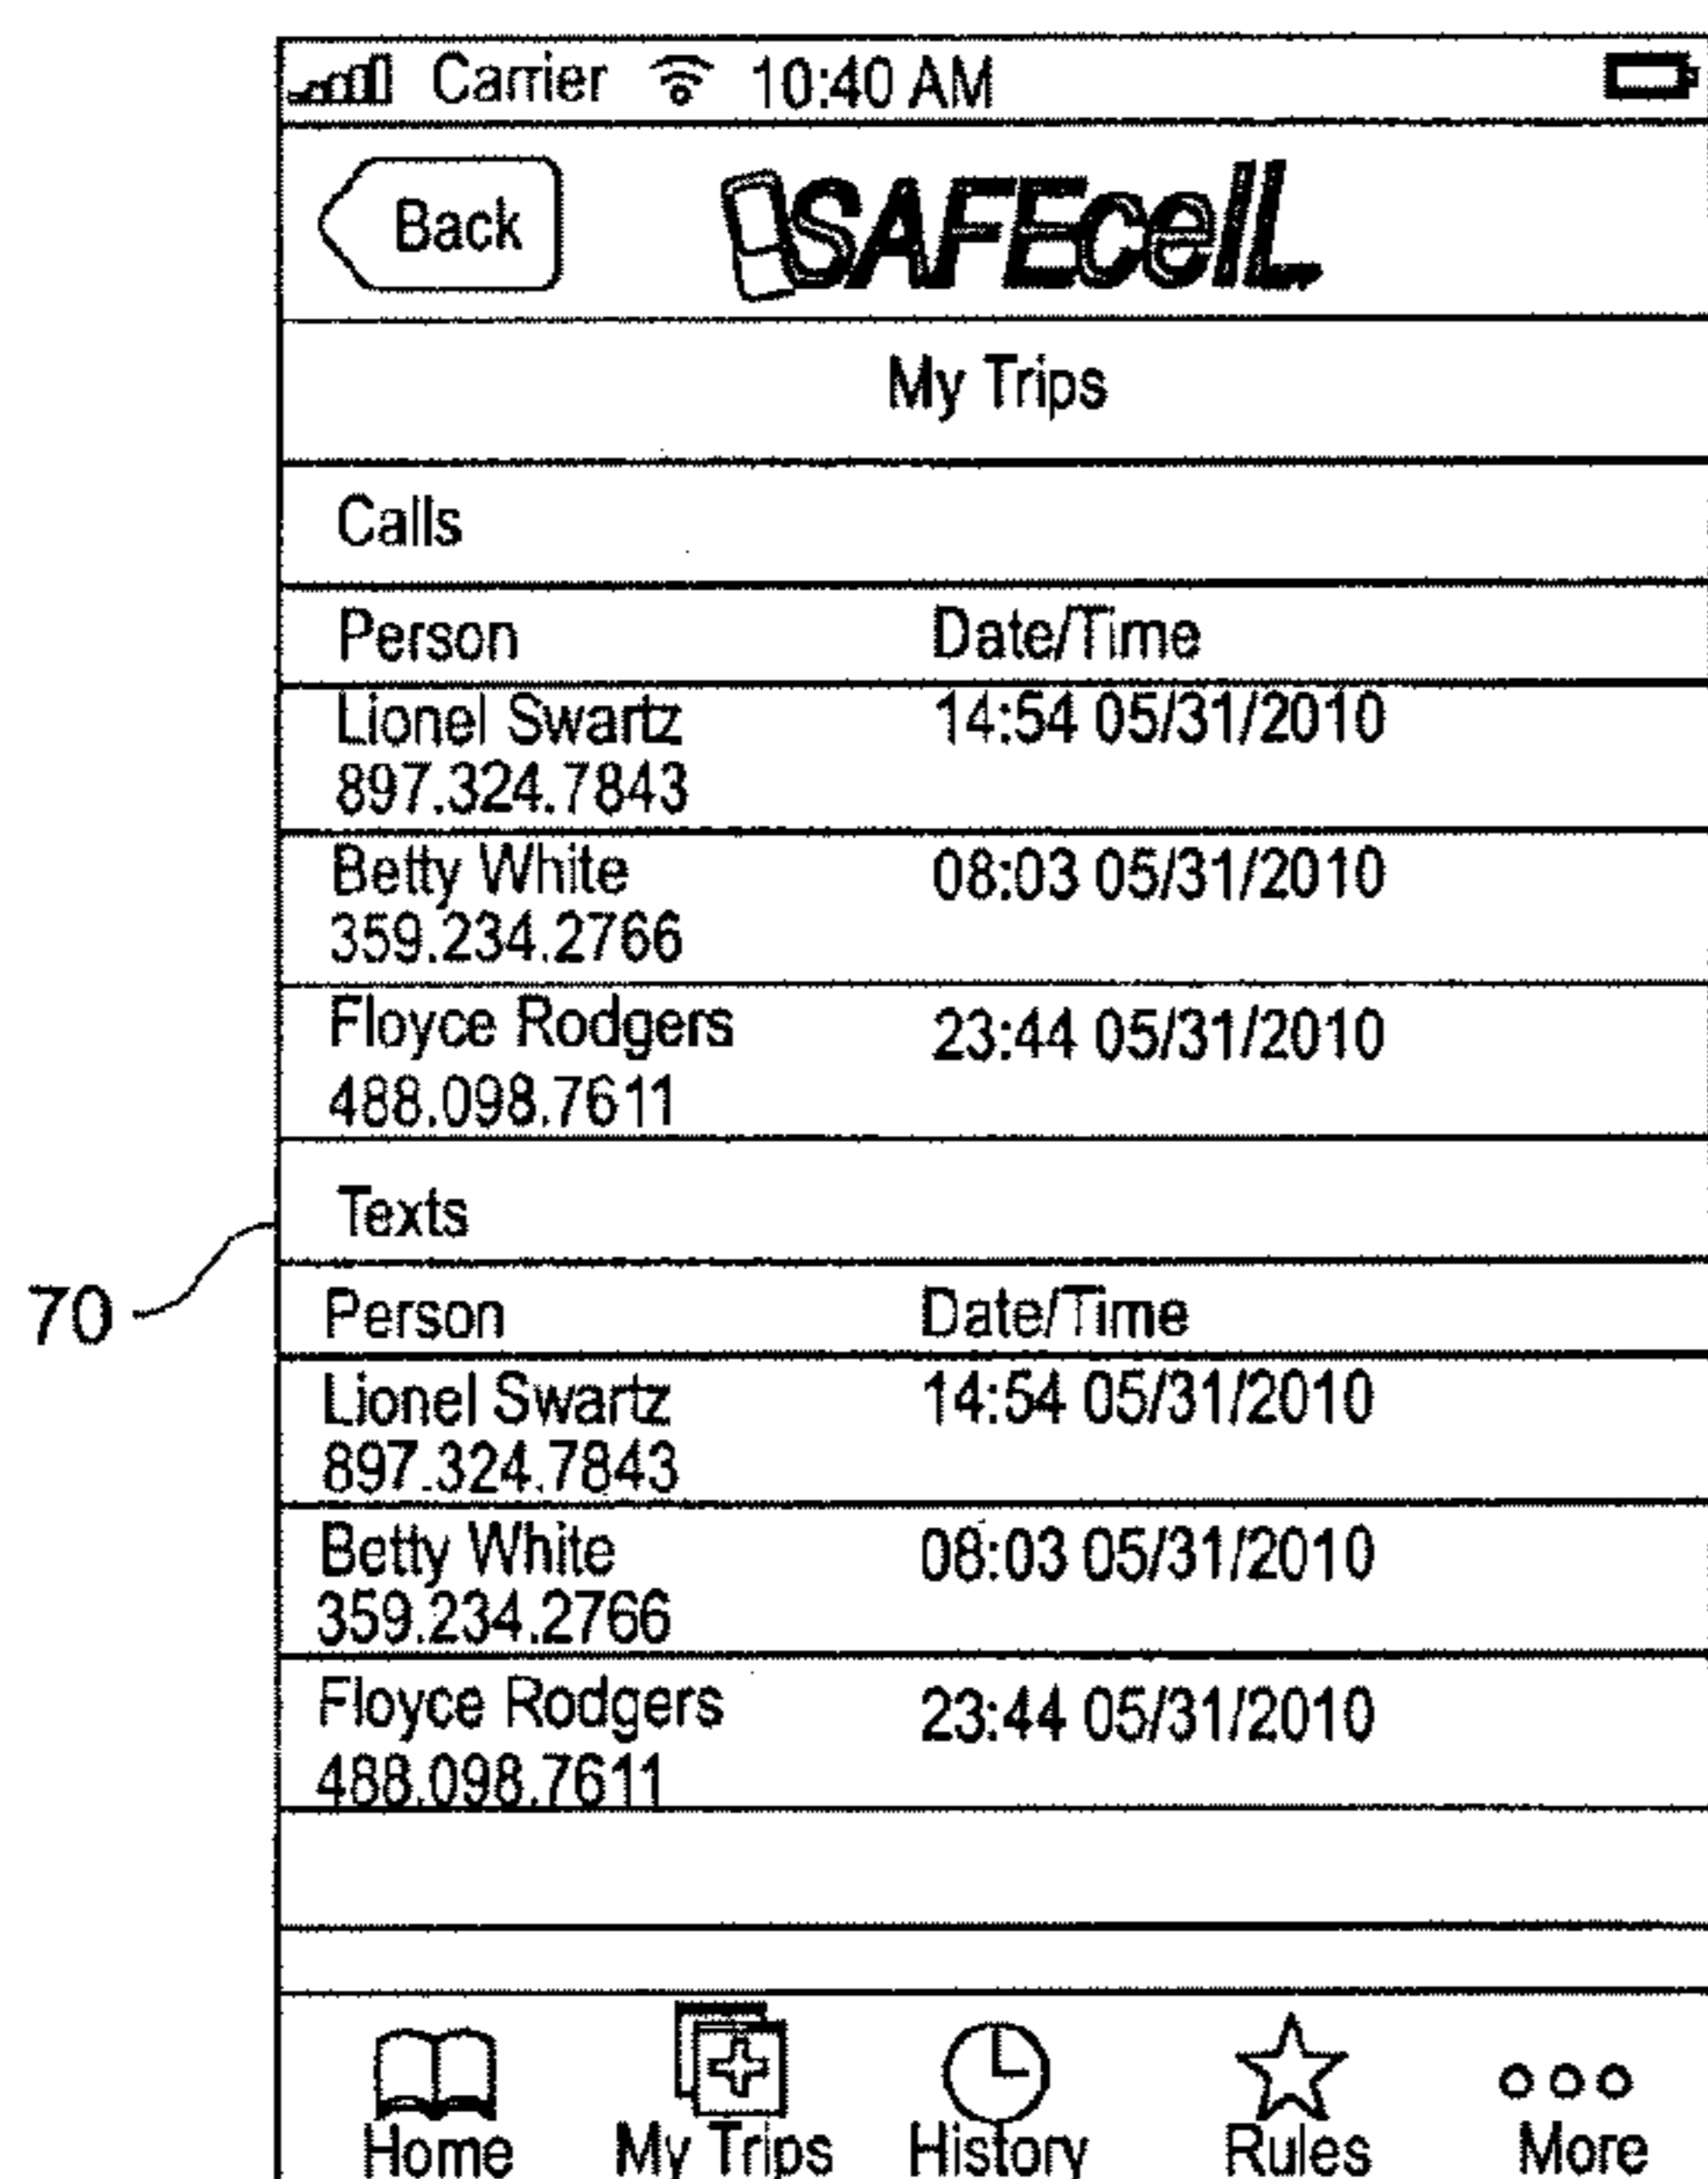 Carrier 10:40 AM
Back SAFEcell
My Trips
Calls
Person Date/Time
Lionel Swartz 14:54 05/31/2010
897.324.7843
Betty White 08:03 05/31/2010
359.234.2766
Floyce Rodgers 23:44 05/31/2010
488.098.7611
Texts
70
Person Date/Time
Lionel Swartz 14:54 05/31/2010
897.324.7843
Betty White 08:03 05/31/2010
359.234.2766
Floyce Rodgers 23:44 05/31/2010
488.098.7611
Home My Trips History Rules More